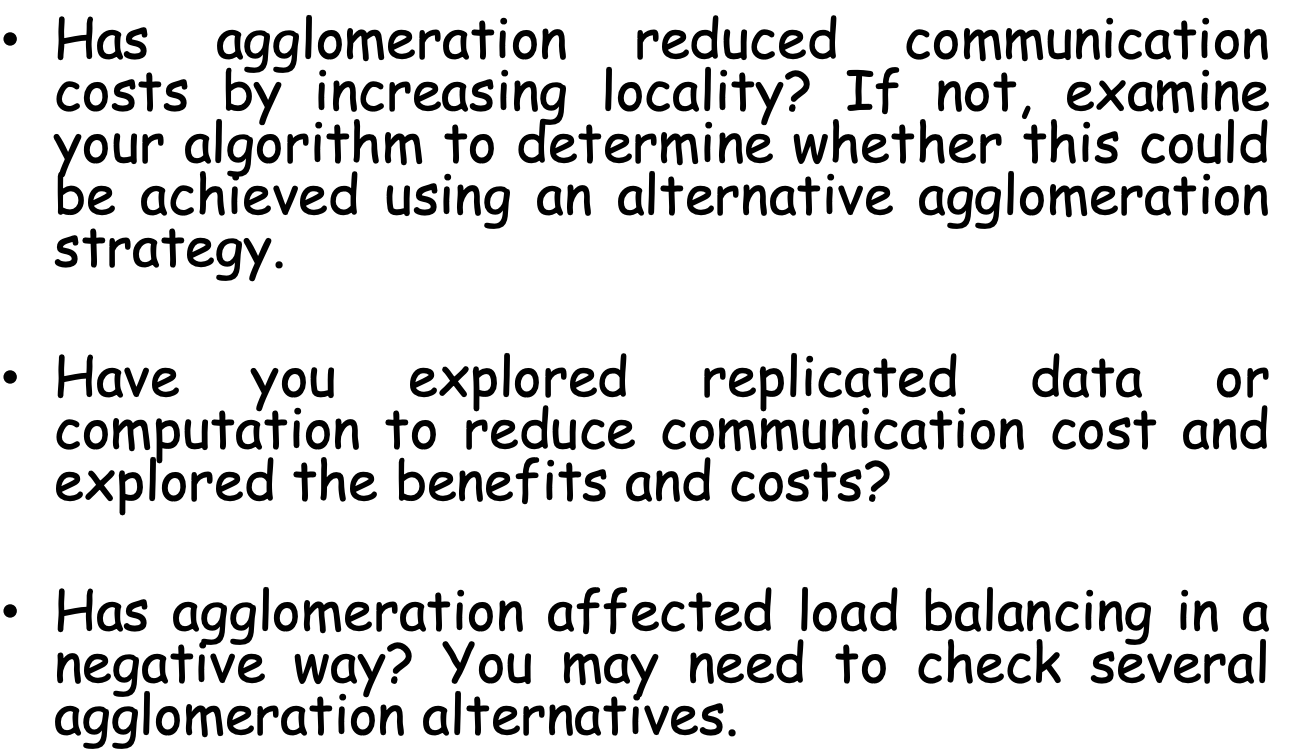 • Has agglomeration reduced communication
costs by increasing locality? If not, examine
your algorithm to determine whether this could
be achieved using an alternative agglomeration
strategy.
• Have you explored replicated data or
computation to reduce communication cost and
explored the benefits and costs?
• Has agglomeration affected load balancing in a
negative way? You may need to check several
agglomeration alternatives.